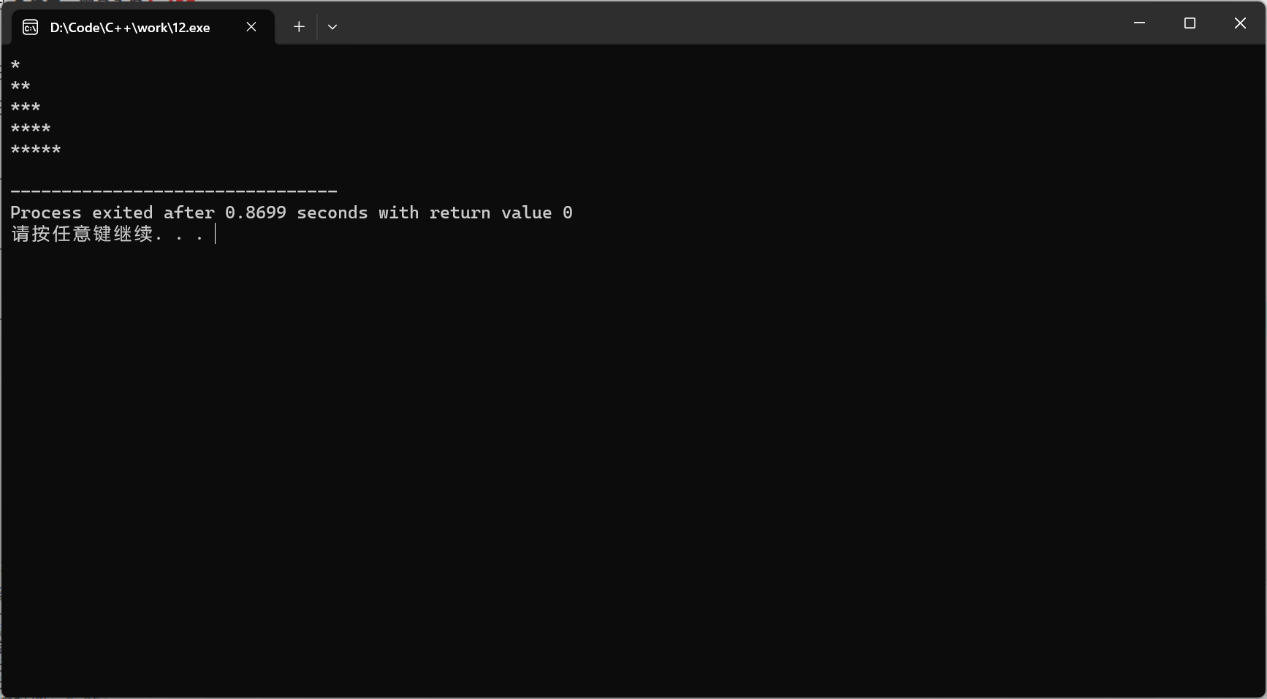 D:\Code\C++\work\12.exe
*
**
***
****
*****
--------------------------------
Process exited after 0.8699 seconds with return value 0
请按任意键继续. . .